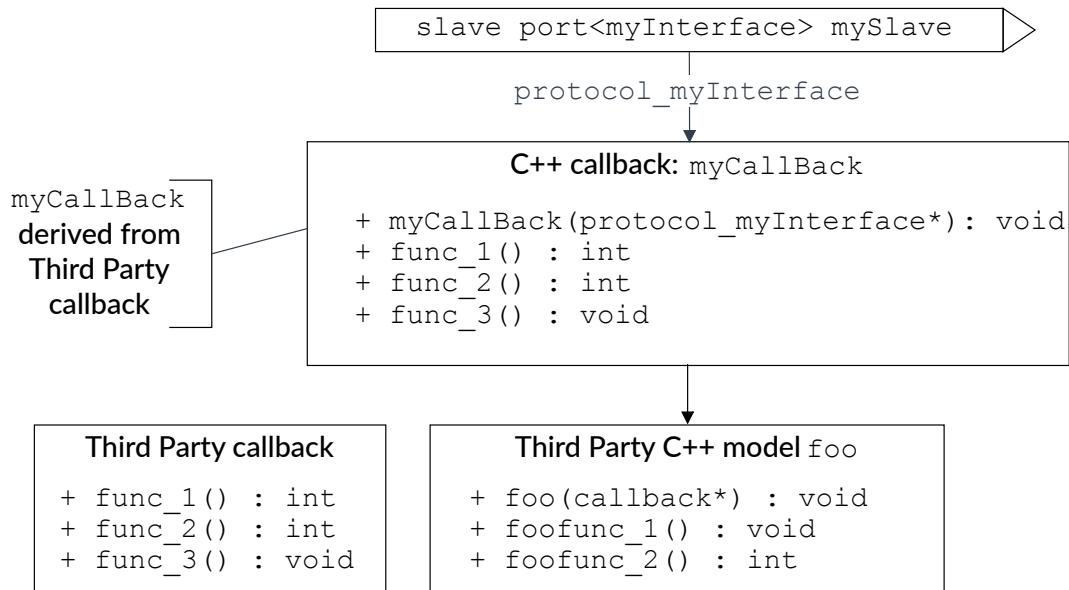 slave port<myInterface> mySlave
protocol_myInterface
C++ callback: myCallBack
+ myCallBack(protocol_myInterface*): void
+ func_1() : int
+ func_2() : int
+ func_3() : void
myCallBack
derived from
Third Party
callback
Third Party callback
+ func_1() : int
+ func_2() : int
+ func_3() : void
Third Party C++ model foo
+ foo(callback*) : void
+ foofunc_1() : void
+ foofunc_2() : int